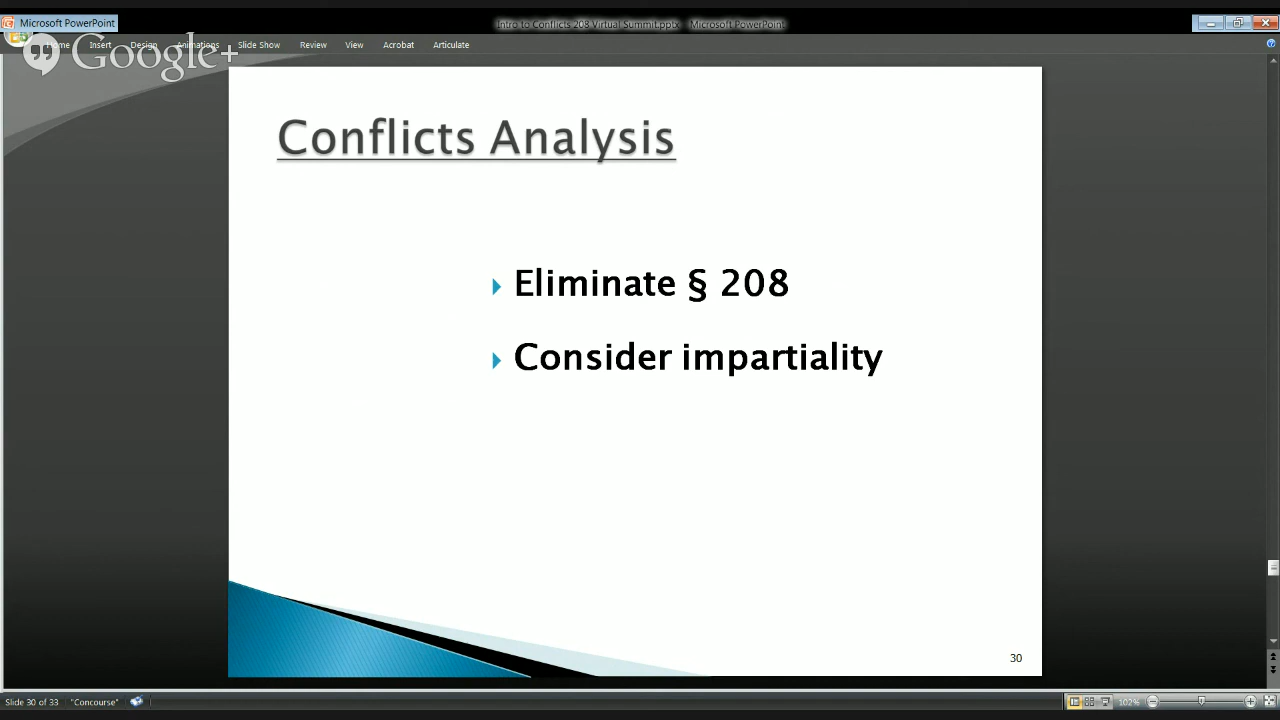 Microsoft PowerPoint
Intro to Conflicts 208 Virtual Summit.pptx - Microsoft PowerPoint
Home Insert Design Animations Slide Show Review View Acrobat Articulate
Google+
Conflicts Analysis
Eliminate § 208
Consider impartiality
30
Slide 30 of 33 "Concourse" 102%